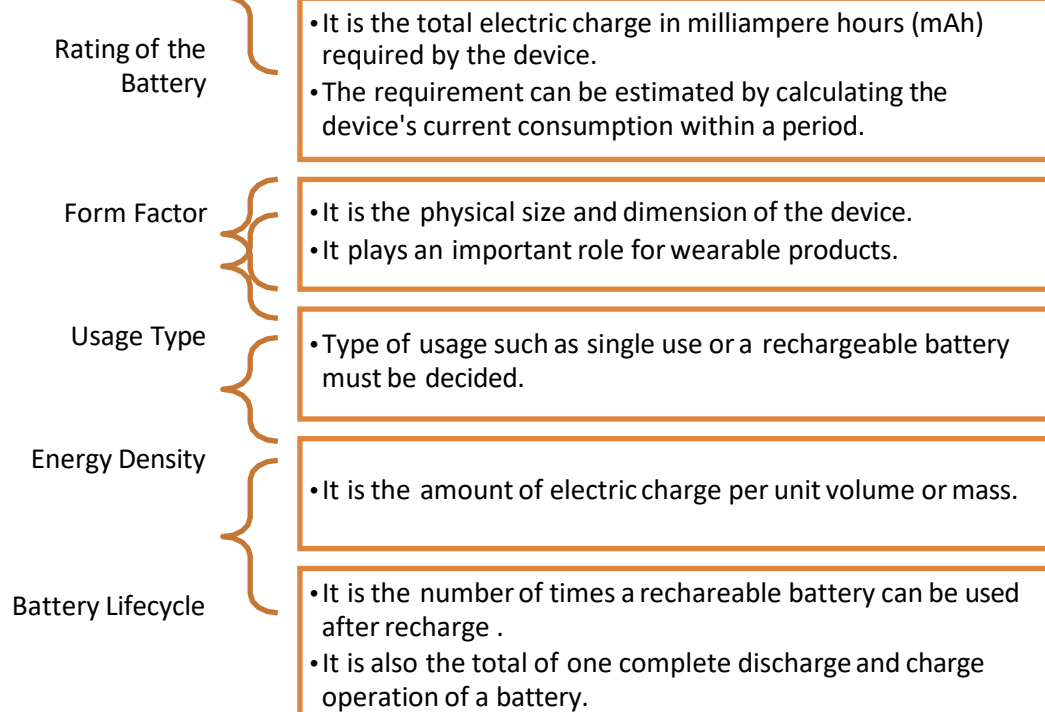 Rating of the
Battery
•It is the total electric charge in milliampere hours (mAh)
required by the device.
•The requirement can be estimated by calculating the
device's current consumption within a period.
Form Factor
•It is the physical size and dimension of the device.
•It plays an important role for wearable products.
Usage Type
•Type of usage such as single use or a rechargeable battery
must be decided.
Energy Density
•It is the amount of electric charge per unit volume or mass.
Battery Lifecycle
•It is the number of times a rechareable battery can be used
after recharge .
•It is also the total of one complete discharge and charge
operation of a battery.